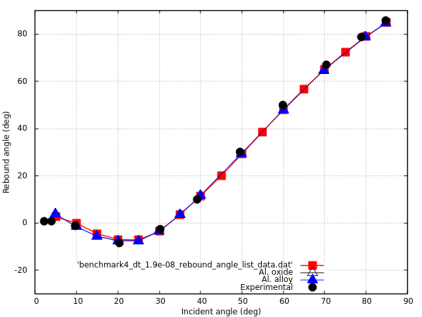 80
60
40
20
0
-20
Rebound angle (deg)
'benchmark4_dt_1.9e-08_rebound_angle_list_data.dat'
Al. oxide
Al. alloy
Experimental
0 10 20 30 40 50 60 70 80 90
Incident angle (deg)